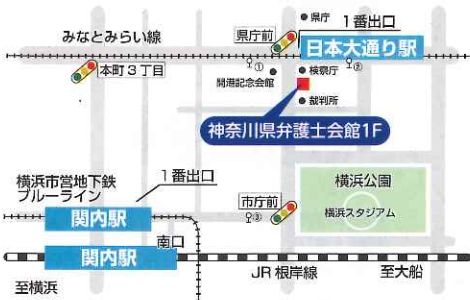 県庁
1番出口
県庁前
みなとみらい線
日本大通り駅
本町3丁目
①
②
開港記念会館
検察庁
裁判所
神奈川県弁護士会館1F
横浜市営地下鉄
ブルーライン
1番出口
関内駅
市庁前
③
横浜公園
横浜スタジアム
南口
関内駅
JR根岸線
至大船
至横浜